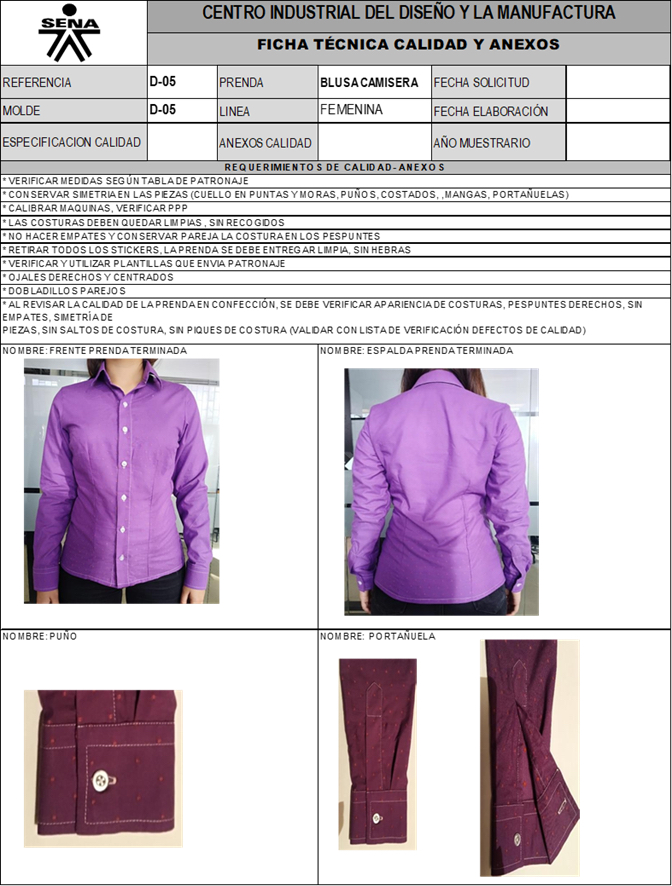 SENA
CENTRO INDUSTRIAL DEL DISEÑO Y LA MANUFACTURA
FICHA TÉCNICA CALIDAD Y ANEXOS
REFERENCIA D-05 PRENDA BLUSA CAMISERA FECHA SOLICITUD
MOLDE D-05 LINEA FEMENINA FECHA ELABORACIÓN
ESPECIFICACION CALIDAD ANEXOS CALIDAD AÑO MUESTRARIO
REQUERIMIENTOS DE CALIDAD-ANEXOS
* VERIFICAR MEDIDAS SEGÚN TABLA DE PATRONAJE
* CONSERVAR SIMETRIA EN LAS PIEZAS (CUELLO EN PUNTAS Y MORAS, PUÑOS, COSTADOS, ,MANGAS, PORTAÑUELAS)
* CALIBRAR MAQUINAS, VERIFICAR PPP
* LAS COSTURAS DEBEN QUEDAR LIMPIAS , SIN RECOGIDOS
* NO HACER EMPATES Y CONSERVAR PAREJA LA COSTURA EN LOS PESPUNTES
* RETIRAR TODOS LOS STICKERS, LA PRENDA SE DEBE ENTREGAR LIMPIA, SIN HEBRAS
* VERIFICAR Y UTILIZAR PLANTILLAS QUE ENVIA PATRONAJE
* OJALES DERECHOS Y CENTRADOS
* DOBLADILLOS PAREJOS
* AL REVISAR LA CALIDAD DE LA PRENDA EN CONFECCIÓN, SE DEBE VERIFICAR APARIENCIA DE COSTURAS, PESPUNTES DERECHOS, SIN
EMPATES, SIMETRÌA DE
PIEZAS, SIN SALTOS DE COSTURA, SIN PIQUES DE COSTURA (VALIDAR CON LISTA DE VERIFICACIÓN DEFECTOS DE CALIDAD)
NOMBRE: FRENTE PRENDA TERMINADA
NOMBRE: ESPALDA PRENDA TERMINADA
NOMBRE: PUÑO
NOMBRE: PORTAÑUELA